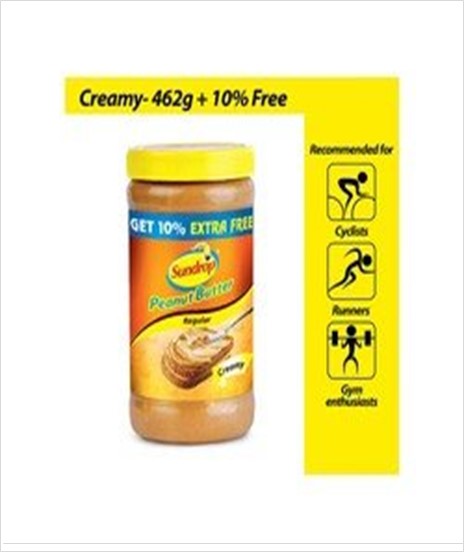 Creamy- 462g + 10% Free
Recommended for
Cyclists
Runners
Gym
enthusiasts
GET 10% EXTRA FREE
Sundrop
Peanut Butter
Regular
Creamy